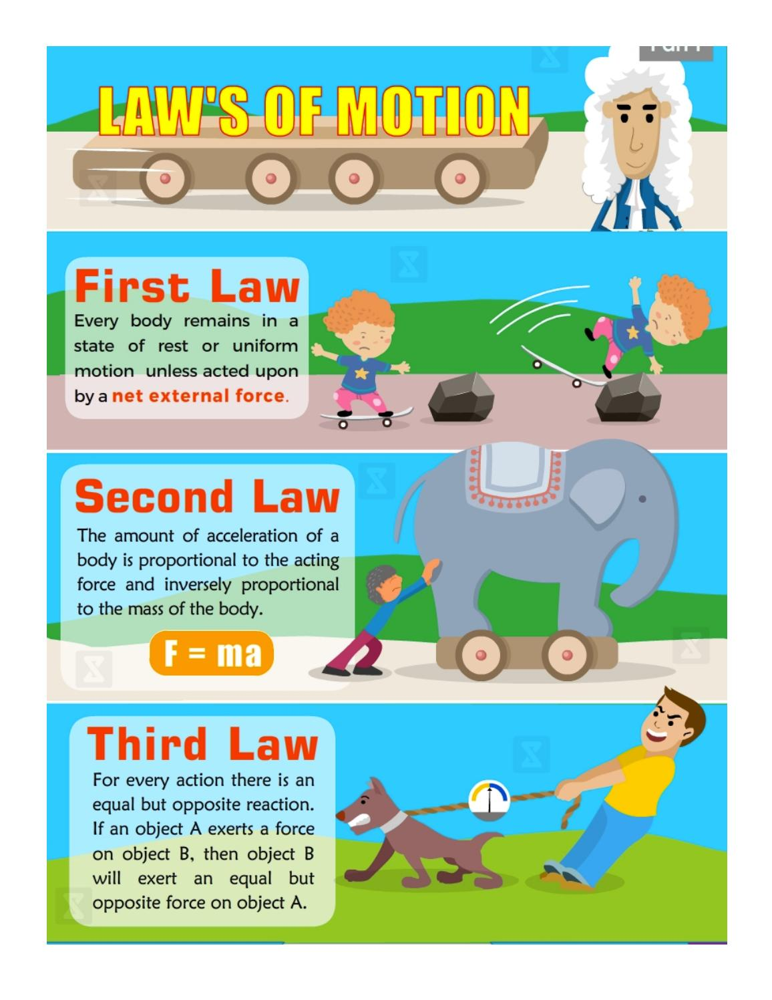 LAW'S OF MOTION
First Law
Every body remains in a
state of rest or uniform
motion unless acted upon
by a net external force.
Second Law
The amount of acceleration of a
body is proportional to the acting
force and inversely proportional
to the mass of the body.
F = ma
Third Law
For every action there is an
equal but opposite reaction.
If an object A exerts a force
on object B, then object B
will exert an equal but
opposite force on object A.